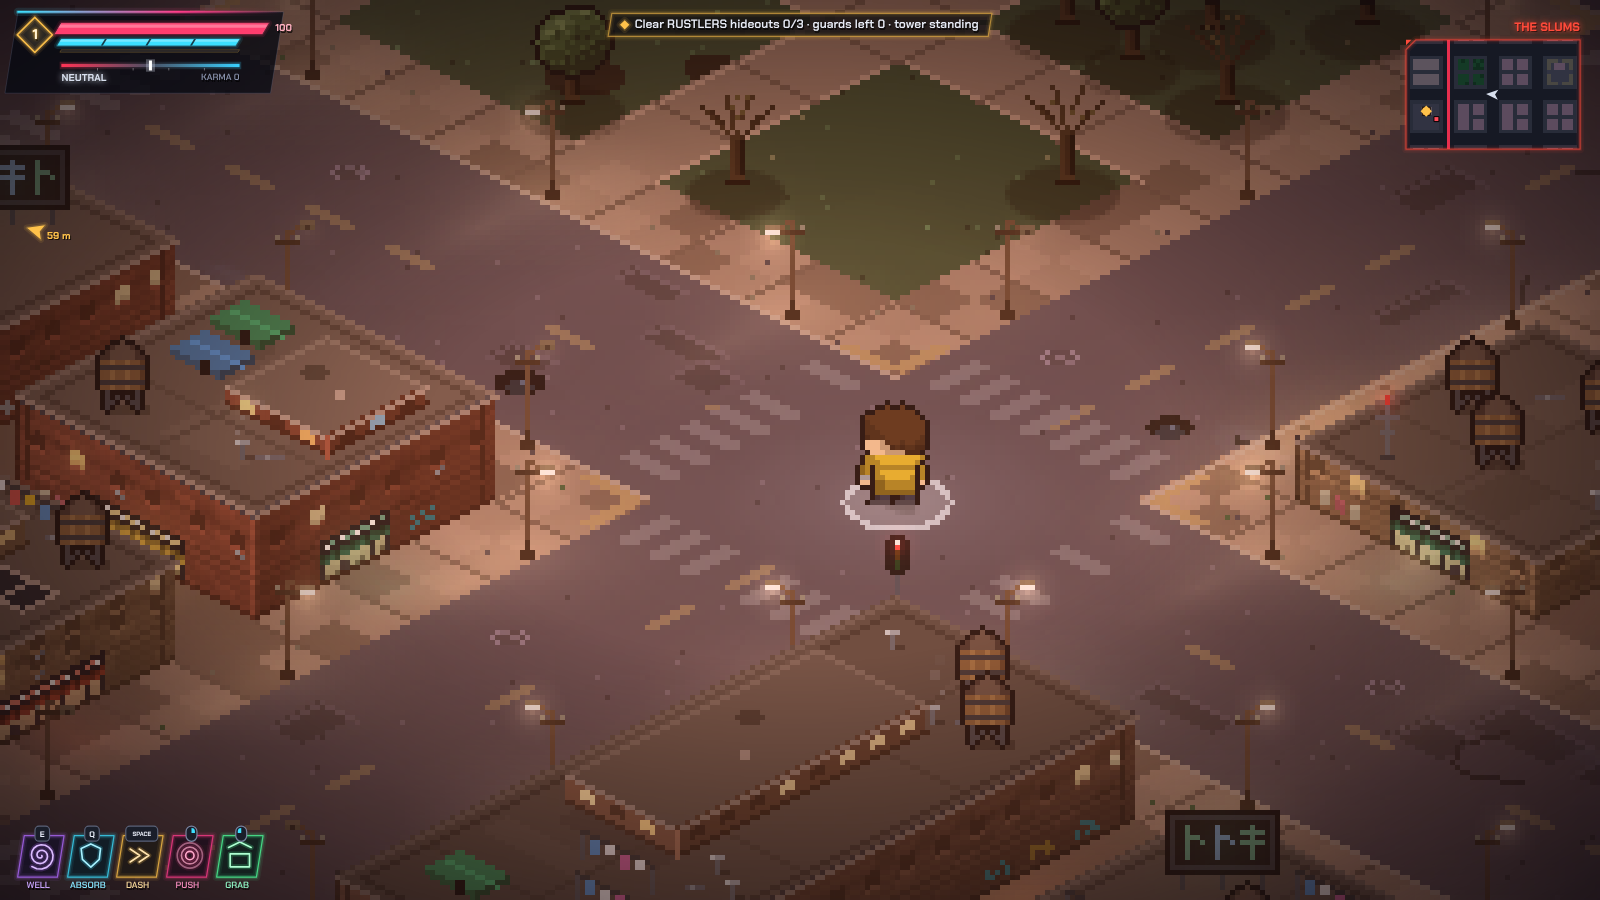 1
100
NEUTRAL
KARMA 0
Clear RUSTLERS hideouts 0/3 · guards left 0 · tower standing
THE SLUMS
59 m
E
Q
SPACE
WELL
ABSORB
DASH
PUSH
GRAB